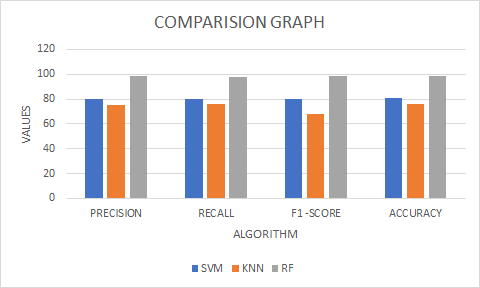 COMPARISION GRAPH
120
100
80
60
40
20
0
VALUES
PRECISION RECALL F1 -SCORE ACCURACY
ALGORITHM
SVM KNN RF